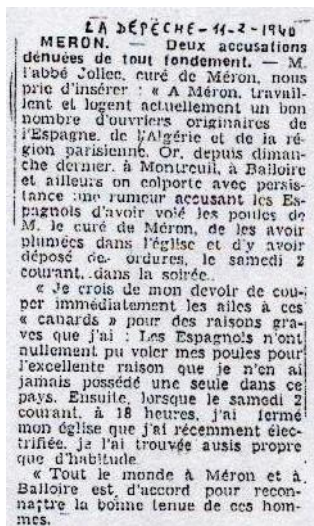 LA DÉPÊCHE - 11-2-1940
MERON. — Deux accusations
dénuées de tout fondement. — M.
l'abbé Jollec, curé de Méron, nous
prie d'insérer : « A Méron, travail-
lent et logent actuellement un bon
nombre d'ouvriers originaires de
l'Espagne, de l'Algérie et de la ré-
gion parisienne. Or, depuis diman-
che dernier, à Montreuil, à Balloire
et ailleurs on colporte avec persis-
tance une rumeur accusant les Es-
pagnols d'avoir volé les poules de
M. le curé de Méron, de les avoir
plumées dans l'église et d'y avoir
déposé des ordures, le samedi 2
courant, dans la soirée.
« Je crois de mon devoir de cou-
per immédiatement les ailes à ces
« canards » pour des raisons gra-
ves que j'ai : Les Espagnols n'ont
nullement pu voler mes poules pour
l'excellente raison que je n'en ai
jamais possédé une seule dans ce
pays. Ensuite, lorsque le samedi 2
courant, à 18 heures, j'ai fermé
mon église que j'ai récemment élec-
trifiée, je l'ai trouvée ausis propre
que d'habitude.
« Tout le monde à Méron et à
Balloire est d'accord pour recon-
naître la bonne tenue de ces hom-
mes.